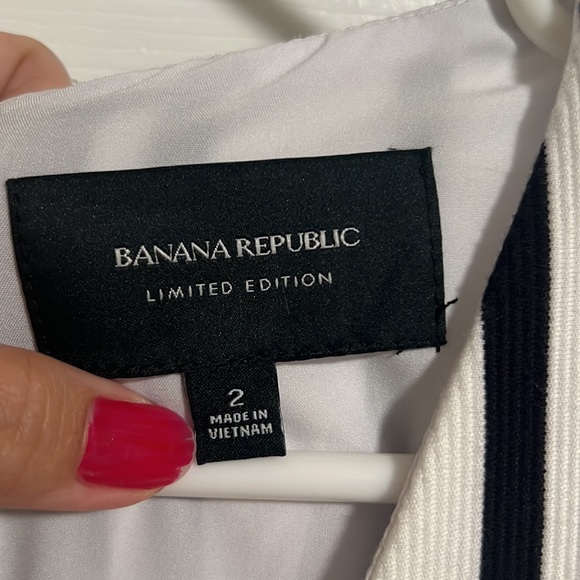 BANANA REPUBLIC
LIMITED EDITION
2
MADE IN
VIETNAM